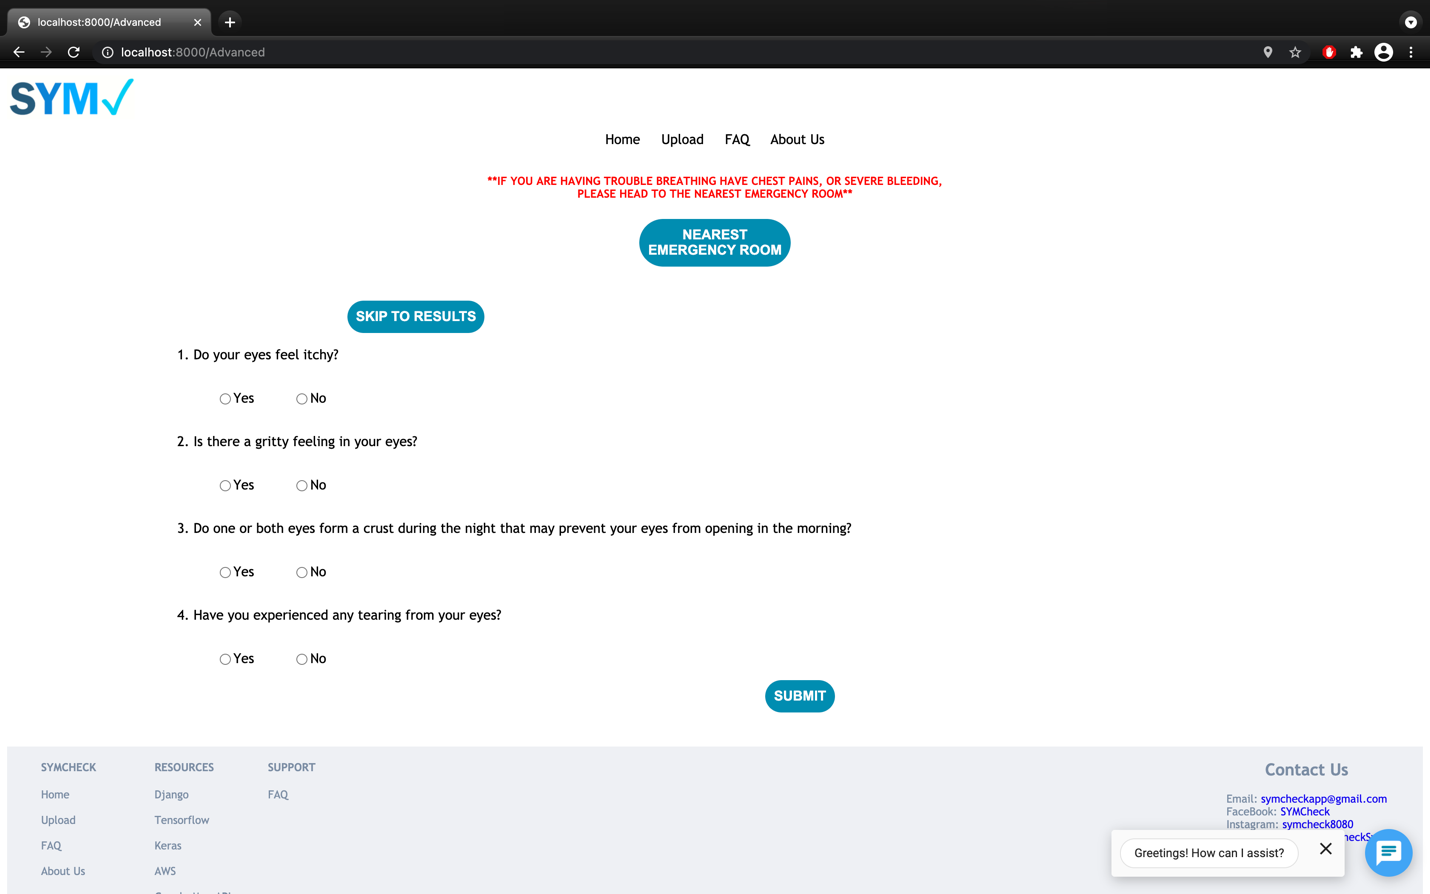 localhost:8000/Advanced
localhost:8000/Advanced
SYM
Home Upload FAQ About Us
**IF YOU ARE HAVING TROUBLE BREATHING HAVE CHEST PAINS, OR SEVERE BLEEDING,
PLEASE HEAD TO THE NEAREST EMERGENCY ROOM**
NEAREST
EMERGENCY ROOM
SKIP TO RESULTS
1. Do your eyes feel itchy?
Yes No
2. Is there a gritty feeling in your eyes?
Yes No
3. Do one or both eyes form a crust during the night that may prevent your eyes from opening in the morning?
Yes No
4. Have you experienced any tearing from your eyes?
Yes No
SUBMIT
SYMCHECK RESOURCES SUPPORT
Home Django FAQ
Upload Tensorflow
FAQ Keras
About Us AWS
Contact Us
Email: symcheckapp@gmail.com
FaceBook: SYMCheck
Instagram: symcheck8080
Greetings! How can I assist?